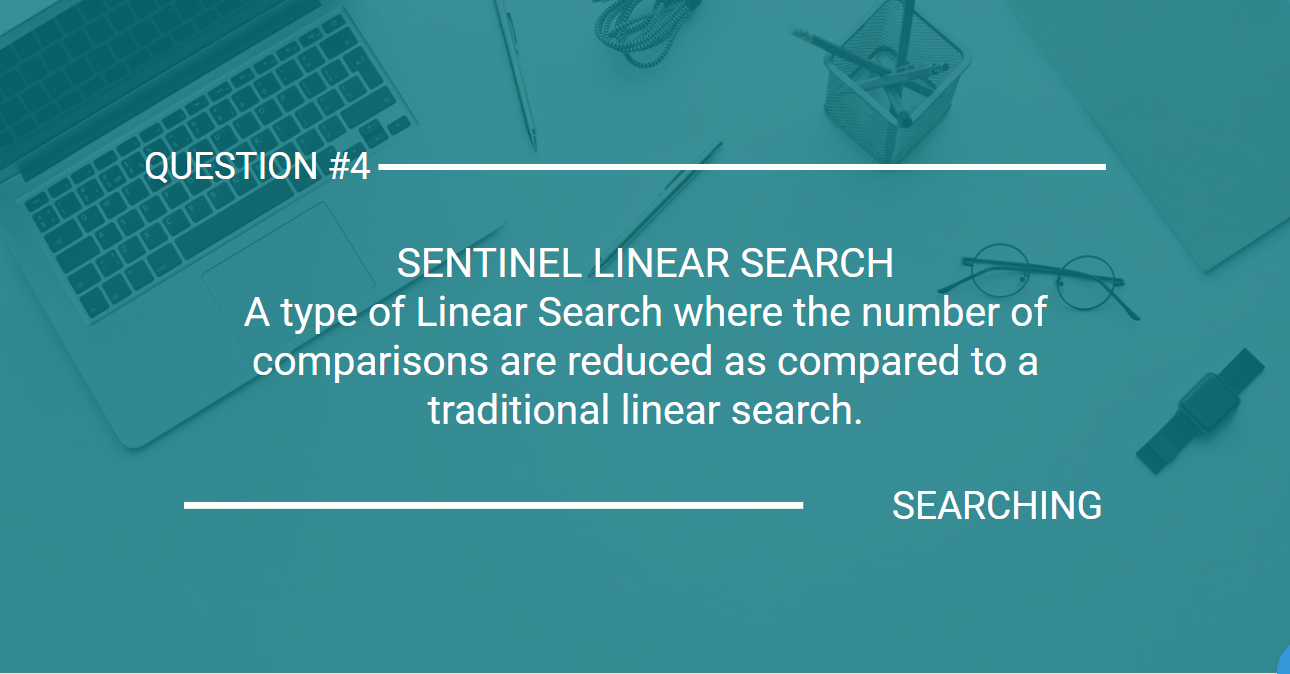 QUESTION #4
SENTINEL LINEAR SEARCH
A type of Linear Search where the number of
comparisons are reduced as compared to a
traditional linear search.
SEARCHING